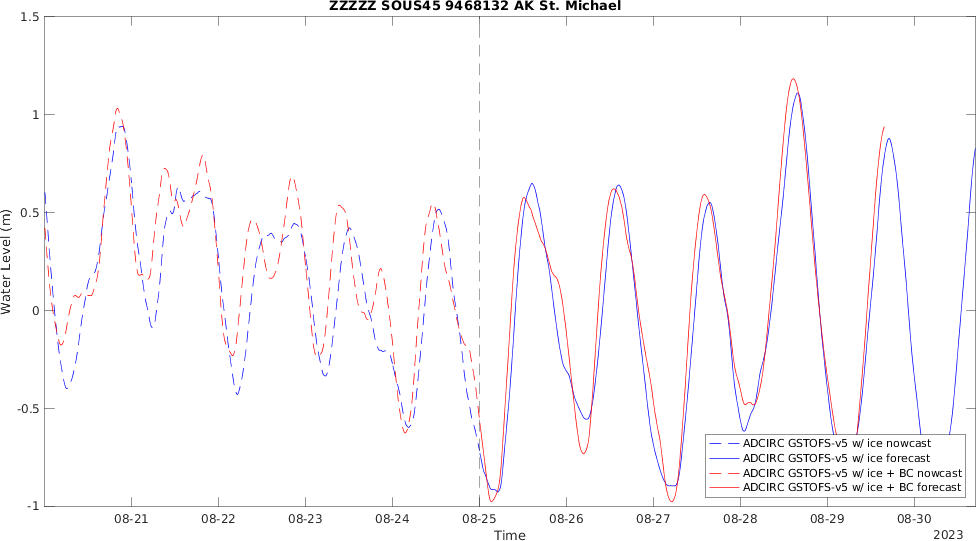 ZZZZZ SOUS45 9468132 AK St. Michael
1.5
1
0.5
0
-0.5
-1
Water Level (m)
08-21 08-22 08-23 08-24 08-25 08-26 08-27 08-28 08-29 08-30
Time
2023
ADCIRC GSTOFS-v5 w/ ice nowcast
ADCIRC GSTOFS-v5 w/ ice forecast
ADCIRC GSTOFS-v5 w/ ice + BC nowcast
ADCIRC GSTOFS-v5 w/ ice + BC forecast